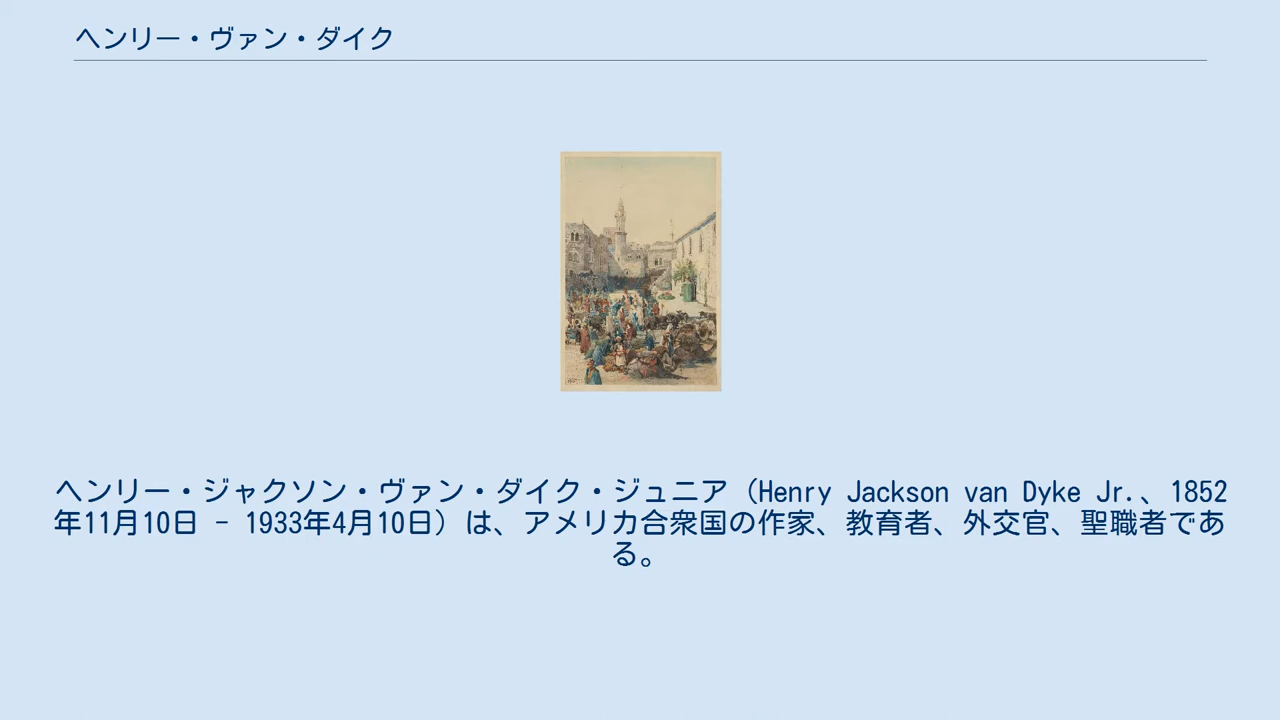 ヘンリー・ヴァン・ダイク
ヘンリー・ジャクソン・ヴァン・ダイク・ジュニア（Henry Jackson van Dyke Jr.、1852
年11月10日 - 1933年4月10日）は、アメリカ合衆国の作家、教育者、外交官、聖職者であ
る。